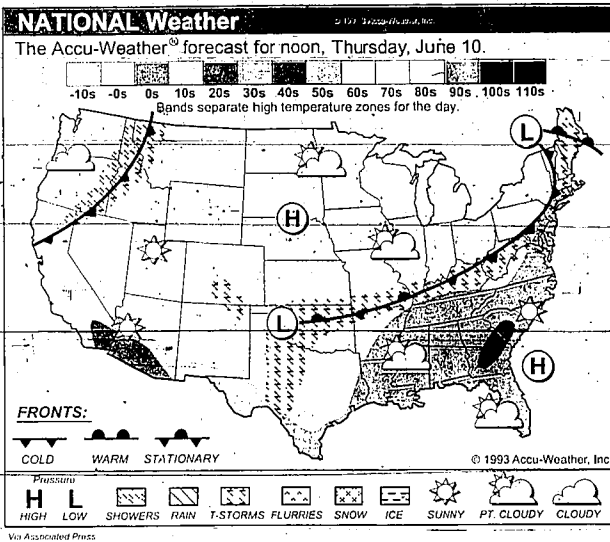 NATIONAL Weather
The Accu-Weather® forecast for noon, Thursday, June 10.
-10s -0s 0s 10s 20s 30s 40s 50s 60s 70s 80s 90s 100s 110s
Bands separate high temperature zones for the day.
L
H
L
H
FRONTS:
COLD WARM STATIONARY
© 1993 Accu-Weather, Inc
Pressure
H L
HIGH LOW SHOWERS RAIN T-STORMS FLURRIES SNOW ICE SUNNY PT. CLOUDY CLOUDY
Via Associated Press